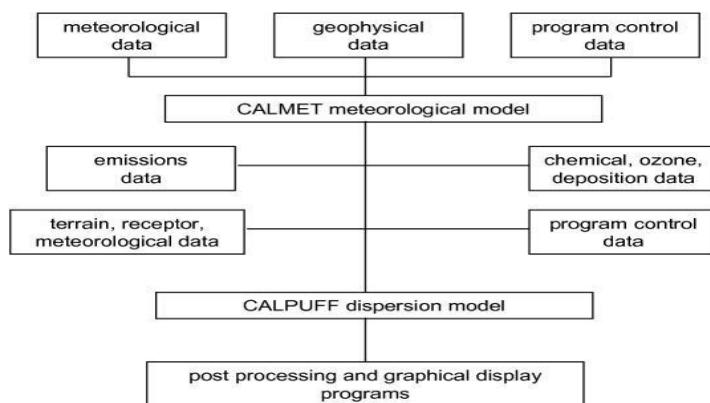 meteorological
data
geophysical
data
program control
data
CALMET meteorological model
emissions
data
chemical, ozone,
deposition data
terrain, receptor,
meteorological data
program control
data
CALPUFF dispersion model
post processing and graphical display
programs